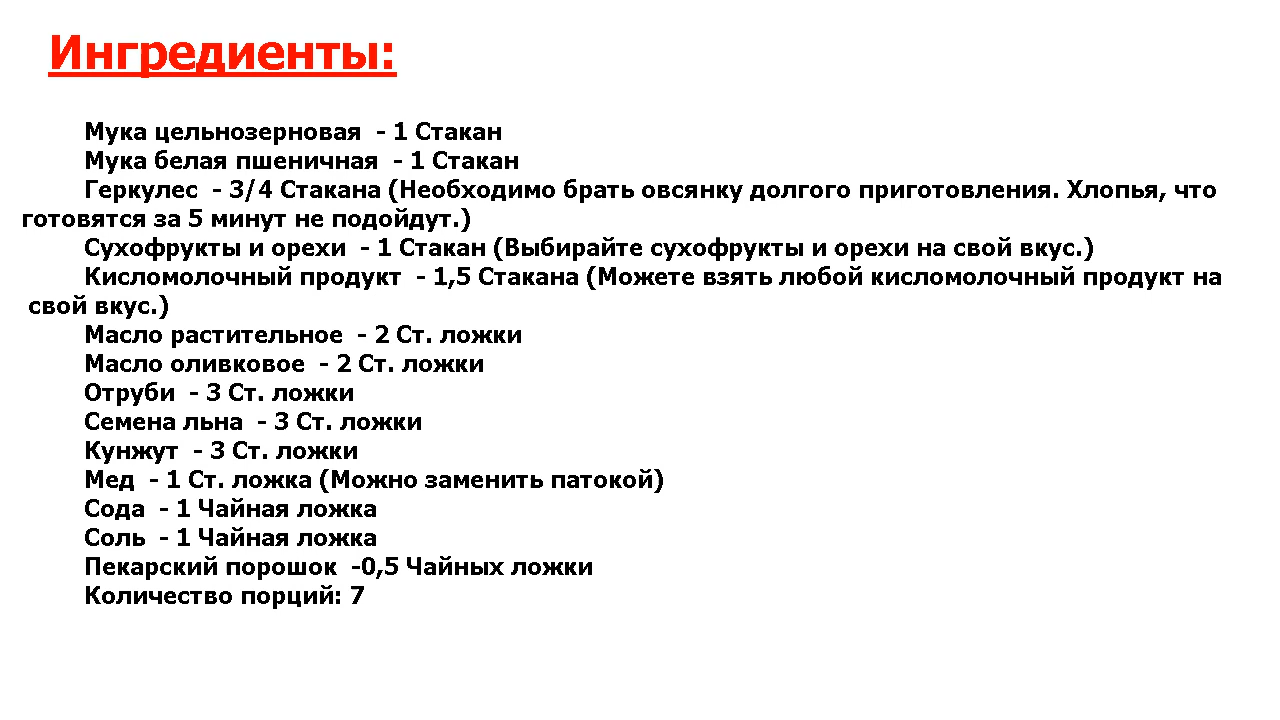 Ингредиенты:
Мука цельнозерновая  - 1 Стакан
Мука белая пшеничная  - 1 Стакан
Геркулес  - 3/4 Стакана (Необходимо брать овсянку долгого приготовления. Хлопья, что
готовятся за 5 минут не подойдут.)
Сухофрукты и орехи  - 1 Стакан (Выбирайте сухофрукты и орехи на свой вкус.)
Кисломолочный продукт  - 1,5 Стакана (Можете взять любой кисломолочный продукт на
свой вкус.)
Масло растительное  - 2 Ст. ложки
Масло оливковое  - 2 Ст. ложки
Отруби  - 3 Ст. ложки
Семена льна  - 3 Ст. ложки
Кунжут  - 3 Ст. ложки
Мед  - 1 Ст. ложка (Можно заменить патокой)
Сода  - 1 Чайная ложка
Соль  - 1 Чайная ложка
Пекарский порошок  -0,5 Чайных ложки
Количество порций: 7